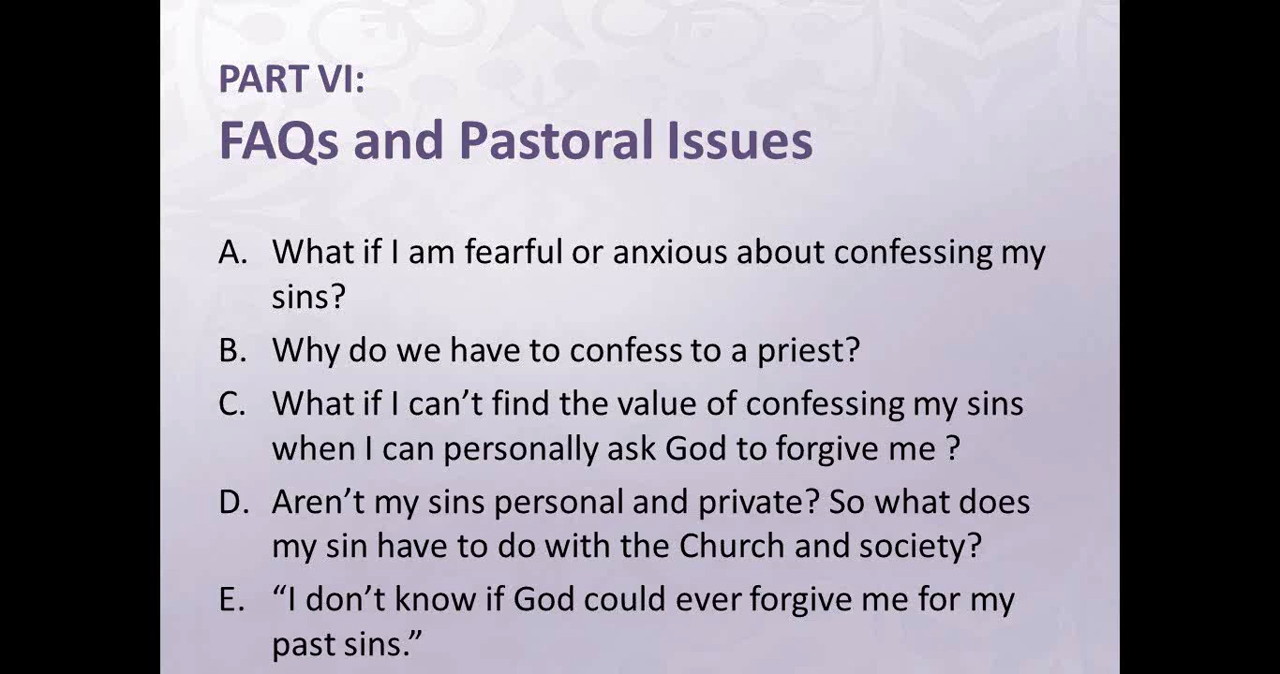 PART VI:
FAQs and Pastoral Issues
A. What if I am fearful or anxious about confessing my
sins?
B. Why do we have to confess to a priest?
C. What if I can’t find the value of confessing my sins
when I can personally ask God to forgive me ?
D. Aren’t my sins personal and private? So what does
my sin have to do with the Church and society?
E. “I don’t know if God could ever forgive me for my
past sins.”